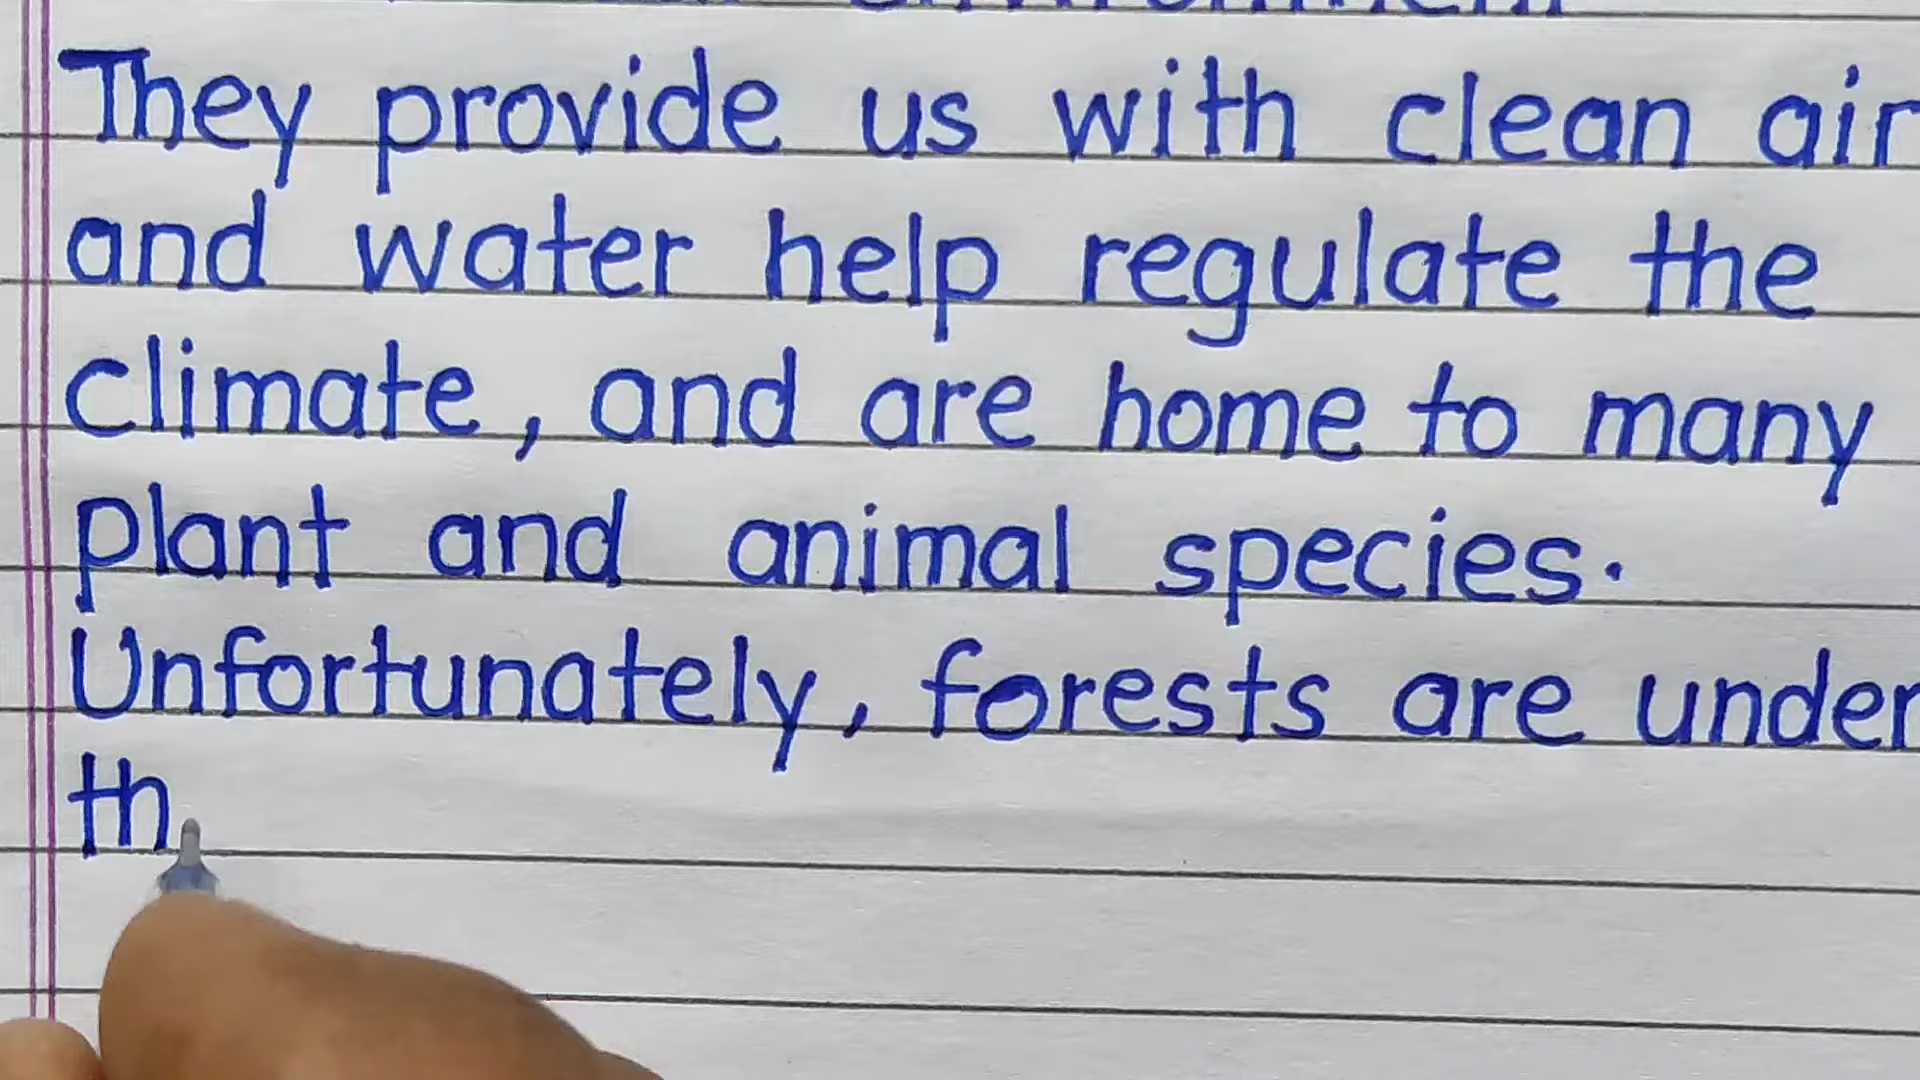 environment
They provide us with clean air
and water help regulate the
climate, and are home to many
plant and animal species.
Unfortunately, forests are under
th